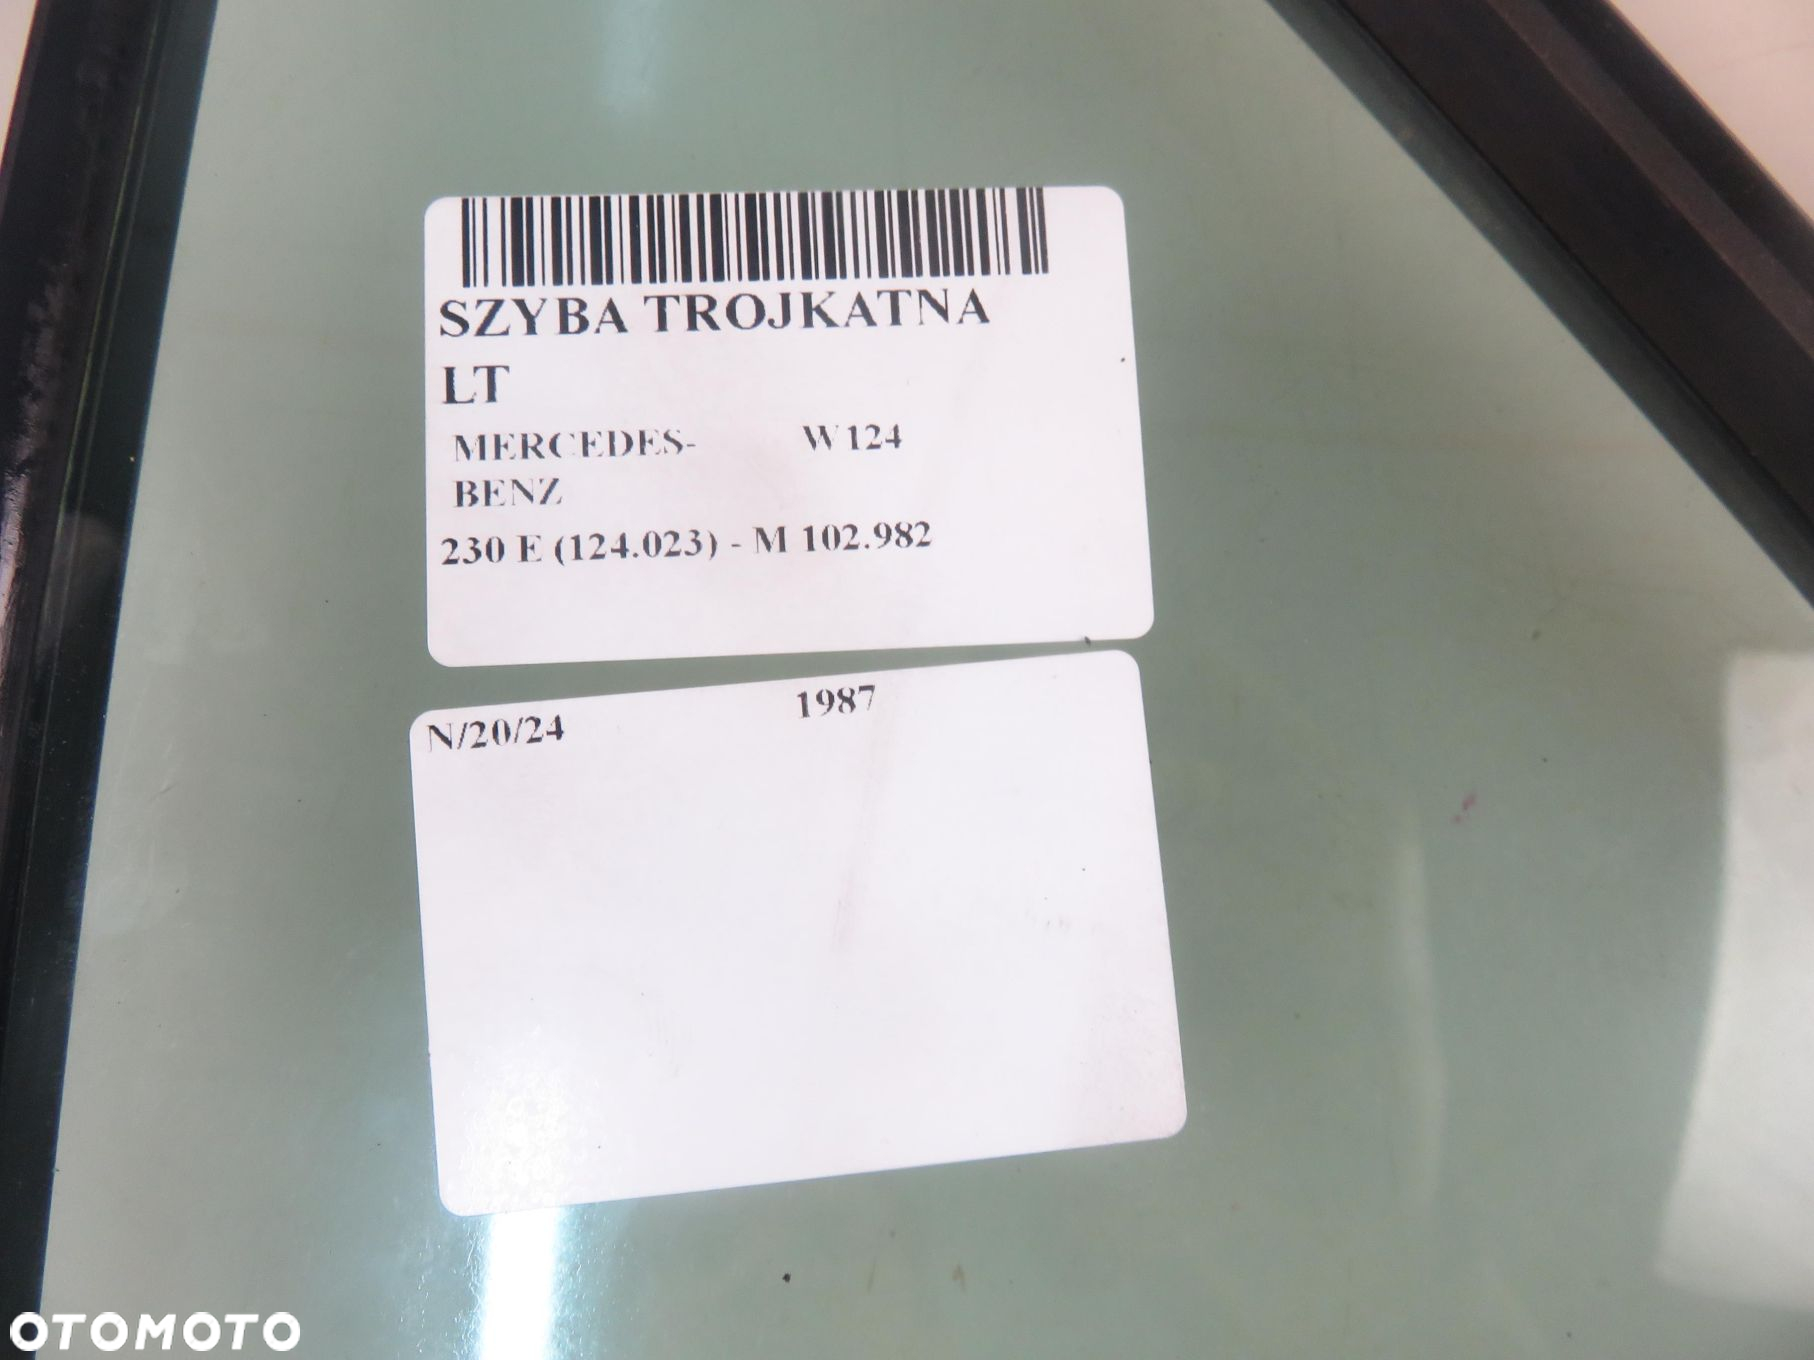 SZYBA TROJKATNA
LT
MERCEDES- W124
BENZ
230 E (124.023) - M 102.982
N/20/24 1987
OTOMOTO